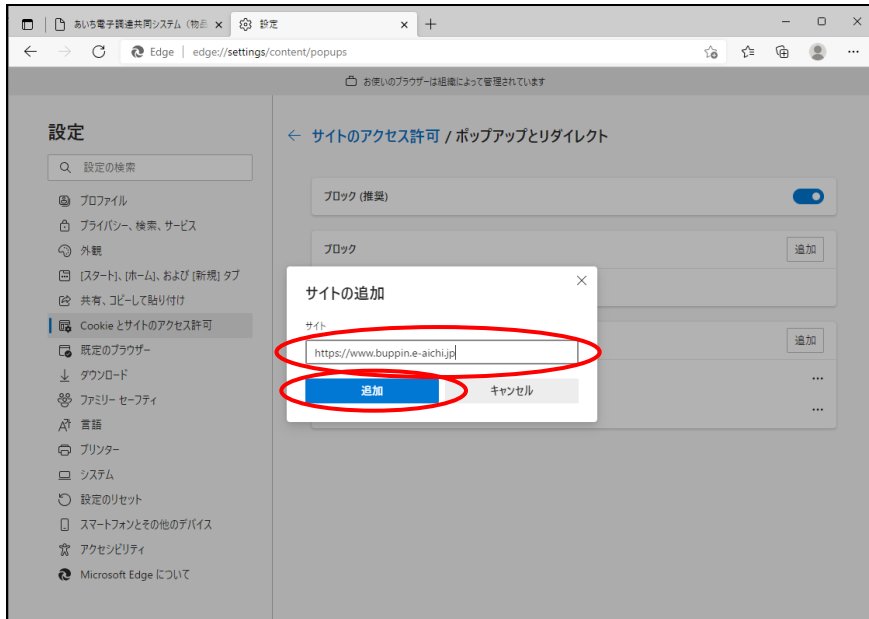 あいち電子調達共同システム（物品
設定
Edge | edge://settings/content/popups
お使いのブラウザーは組織によって管理されています
設定
設定の検索
プロファイル
プライバシー、検索、サービス
外観
[スタート]、[ホーム]、および [新規] タブ
共有、コピーして貼り付け
Cookie とサイトのアクセス許可
既定のブラウザー
ダウンロード
ファミリー セーフティ
言語
プリンター
システム
設定のリセット
スマートフォンとその他のデバイス
アクセシビリティ
Microsoft Edge について
サイトのアクセス許可 / ポップアップとリダイレクト
ブロック (推奨)
ブロック
追加
追加
サイトの追加
サイト
https://www.buppin.e-aichi.jp
追加
キャンセル